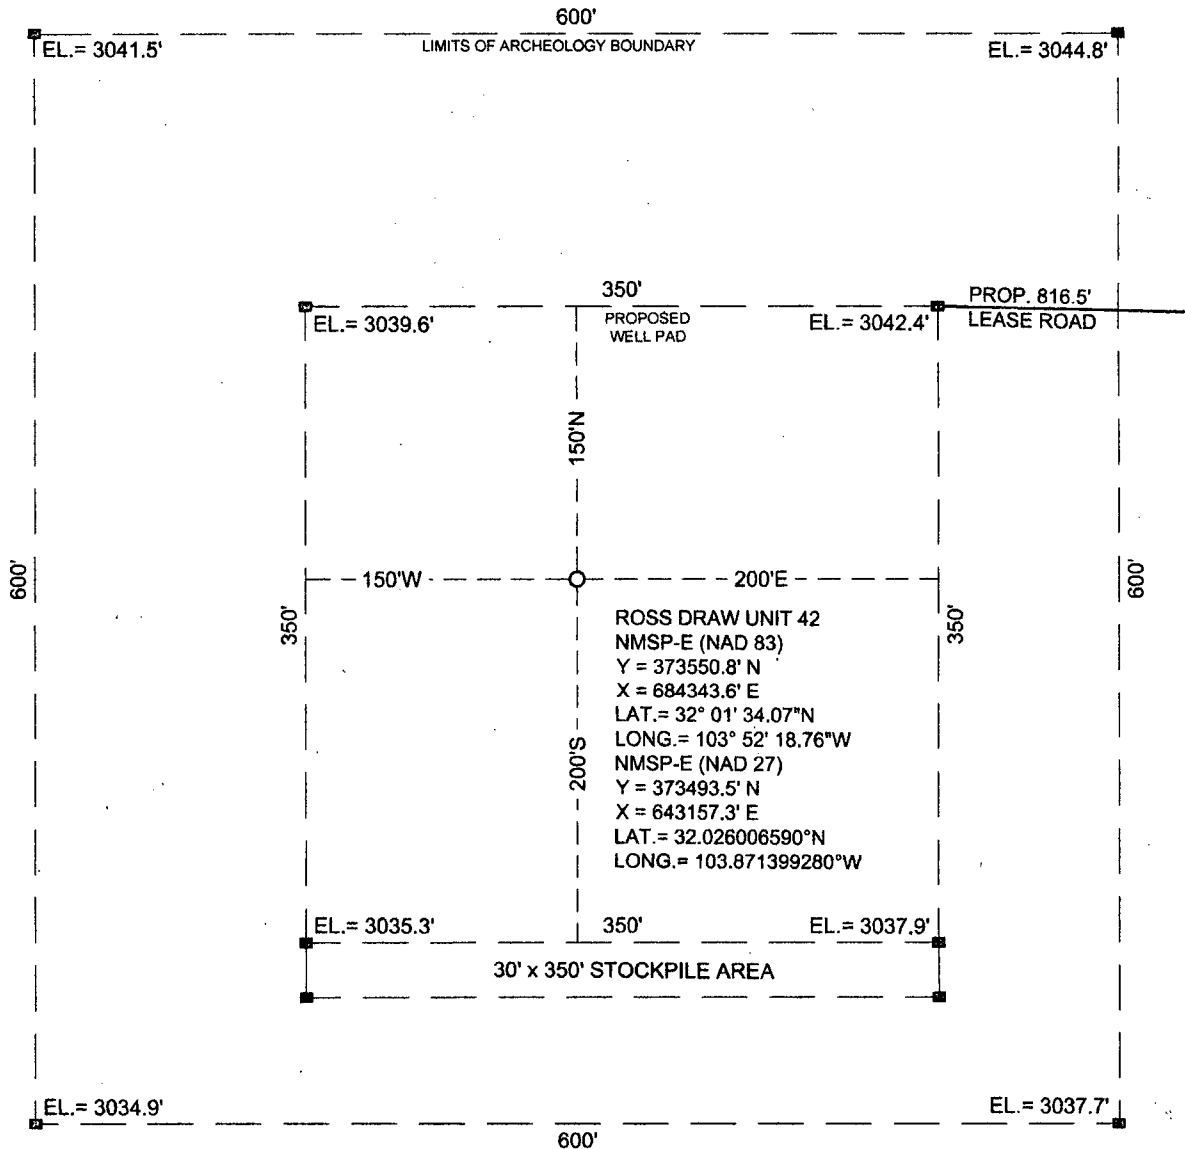 600'
LIMITS OF ARCHEOLOGY BOUNDARY
EL.= 3041.5'
EL.= 3044.8'
350'
PROP. 816.5'
LEASE ROAD
EL.= 3039.6'
PROPOSED
WELL PAD
EL.= 3042.4'
150'N
600'
150'W
200'E
600'
350'
350'
ROSS DRAW UNIT 42
NMSP-E (NAD 83)
Y = 373550.8' N
X = 684343.6' E
LAT.= 32° 01' 34.07"N
LONG.= 103° 52' 18.76"W
NMSP-E (NAD 27)
Y = 373493.5' N
X = 643157.3' E
LAT.= 32.026006590°N
LONG.= 103.871399280°W
200'S
EL.= 3035.3'
350'
EL.= 3037.9'
30' x 350' STOCKPILE AREA
EL.= 3034.9'
EL.= 3037.7'
600'